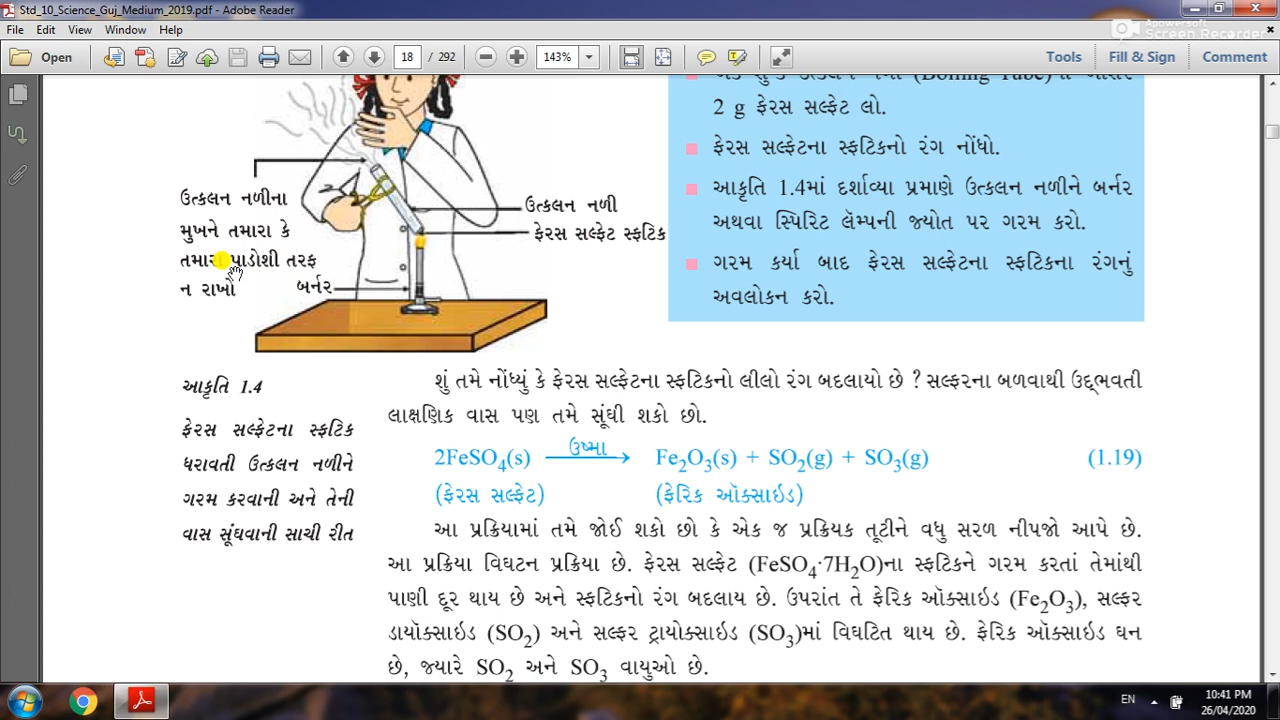 Std_10_Science_Guj_Medium_2019.pdf - Adobe Reader
File Edit View Window Help
Apowersoft
Screen Recorder
Open 18 / 292 143% Tools Fill & Sign Comment
(Boiling Tube)
2 g ફેરસ સલ્ફેટ લો.
ફેરસ સલ્ફેટના સ્ફટિકનો રંગ નોંધો.
આકૃતિ 1.4માં દર્શાવ્યા પ્રમાણે ઉત્કલન નળીને બર્નર
અથવા સ્પિરિટ લૅમ્પની જ્યોત પર ગરમ કરો.
ગરમ કર્યા બાદ ફેરસ સલ્ફેટના સ્ફટિકના રંગનું
અવલોકન કરો.
ઉત્કલન નળીના
મુખને તમારા કે
તમારા પાડોશી તરફ
ન રાખો
ઉત્કલન નળી
ફેરસ સલ્ફેટ સ્ફટિક
બર્નર
આકૃતિ 1.4
ફેરસ સલ્ફેટના સ્ફટિક
ધરાવતી ઉત્કલન નળીને
ગરમ કરવાની અને તેની
વાસ સૂંઘવાની સાચી રીત
શું તમે નોંધ્યું કે ફેરસ સલ્ફેટના સ્ફટિકનો લીલો રંગ બદલાયો છે ? સલ્ફરના બળવાથી ઉદ્ભવતી
લાક્ષણિક વાસ પણ તમે સૂંઘી શકો છો.
2FeSO₄(s) ઉષ્મા → Fe₂O₃(s) + SO₂(g) + SO₃(g) (1.19)
(ફેરસ સલ્ફેટ) (ફેરિક ઑક્સાઇડ)
આ પ્રક્રિયામાં તમે જોઈ શકો છો કે એક જ પ્રક્રિયક તૂટીને વધુ સરળ નીપજો આપે છે.
આ પ્રક્રિયા વિઘટન પ્રક્રિયા છે. ફેરસ સલ્ફેટ (FeSO₄·7H₂O)ના સ્ફટિકને ગરમ કરતાં તેમાંથી
પાણી દૂર થાય છે અને સ્ફટિકનો રંગ બદલાય છે. ઉપરાંત તે ફેરિક ઑક્સાઇડ (Fe₂O₃), સલ્ફર
ડાયૉક્સાઇડ (SO₂) અને સલ્ફર ટ્રાયોક્સાઇડ (SO₃)માં વિઘટિત થાય છે. ફેરિક ઑક્સાઇડ ઘન
છે, જ્યારે SO₂ અને SO₃ વાયુઓ છે.
EN 10:41 PM
26/04/2020